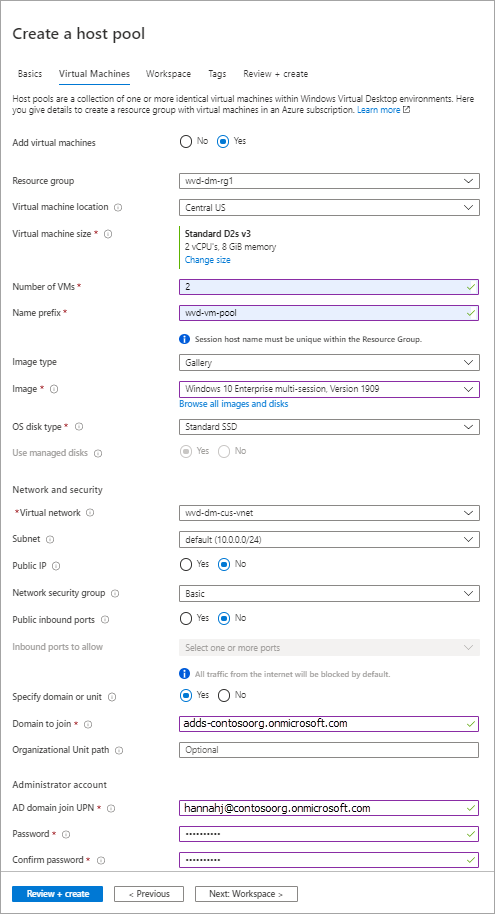 Create a host pool
Basics Virtual Machines Workspace Tags Review + create
Host pools are a collection of one or more identical virtual machines within Windows Virtual Desktop environments. Here
you give details to create a resource group with virtual machines in an Azure subscription. Learn more
Add virtual machines No Yes
Resource group wvd-dm-rg1
Virtual machine location Central US
Virtual machine size * Standard D2s v3
2 vCPU's, 8 GiB memory
Change size
Number of VMs * 2
Name prefix * wvd-vm-pool
Session host name must be unique within the Resource Group.
Image type Gallery
Image * Windows 10 Enterprise multi-session, Version 1909
Browse all images and disks
OS disk type * Standard SSD
Use managed disks Yes No
Network and security
*Virtual network wvd-dm-cus-vnet
Subnet default (10.0.0.0/24)
Public IP Yes No
Network security group Basic
Public inbound ports Yes No
Inbound ports to allow Select one or more ports
All traffic from the internet will be blocked by default.
Specify domain or unit Yes No
Domain to join * adds-contosoorg.onmicrosoft.com
Organizational Unit path Optional
Administrator account
AD domain join UPN * hannahj@contosoorg.onmicrosoft.com
Password * ••••••••••
Confirm password * ••••••••••
Review + create < Previous Next: Workspace >